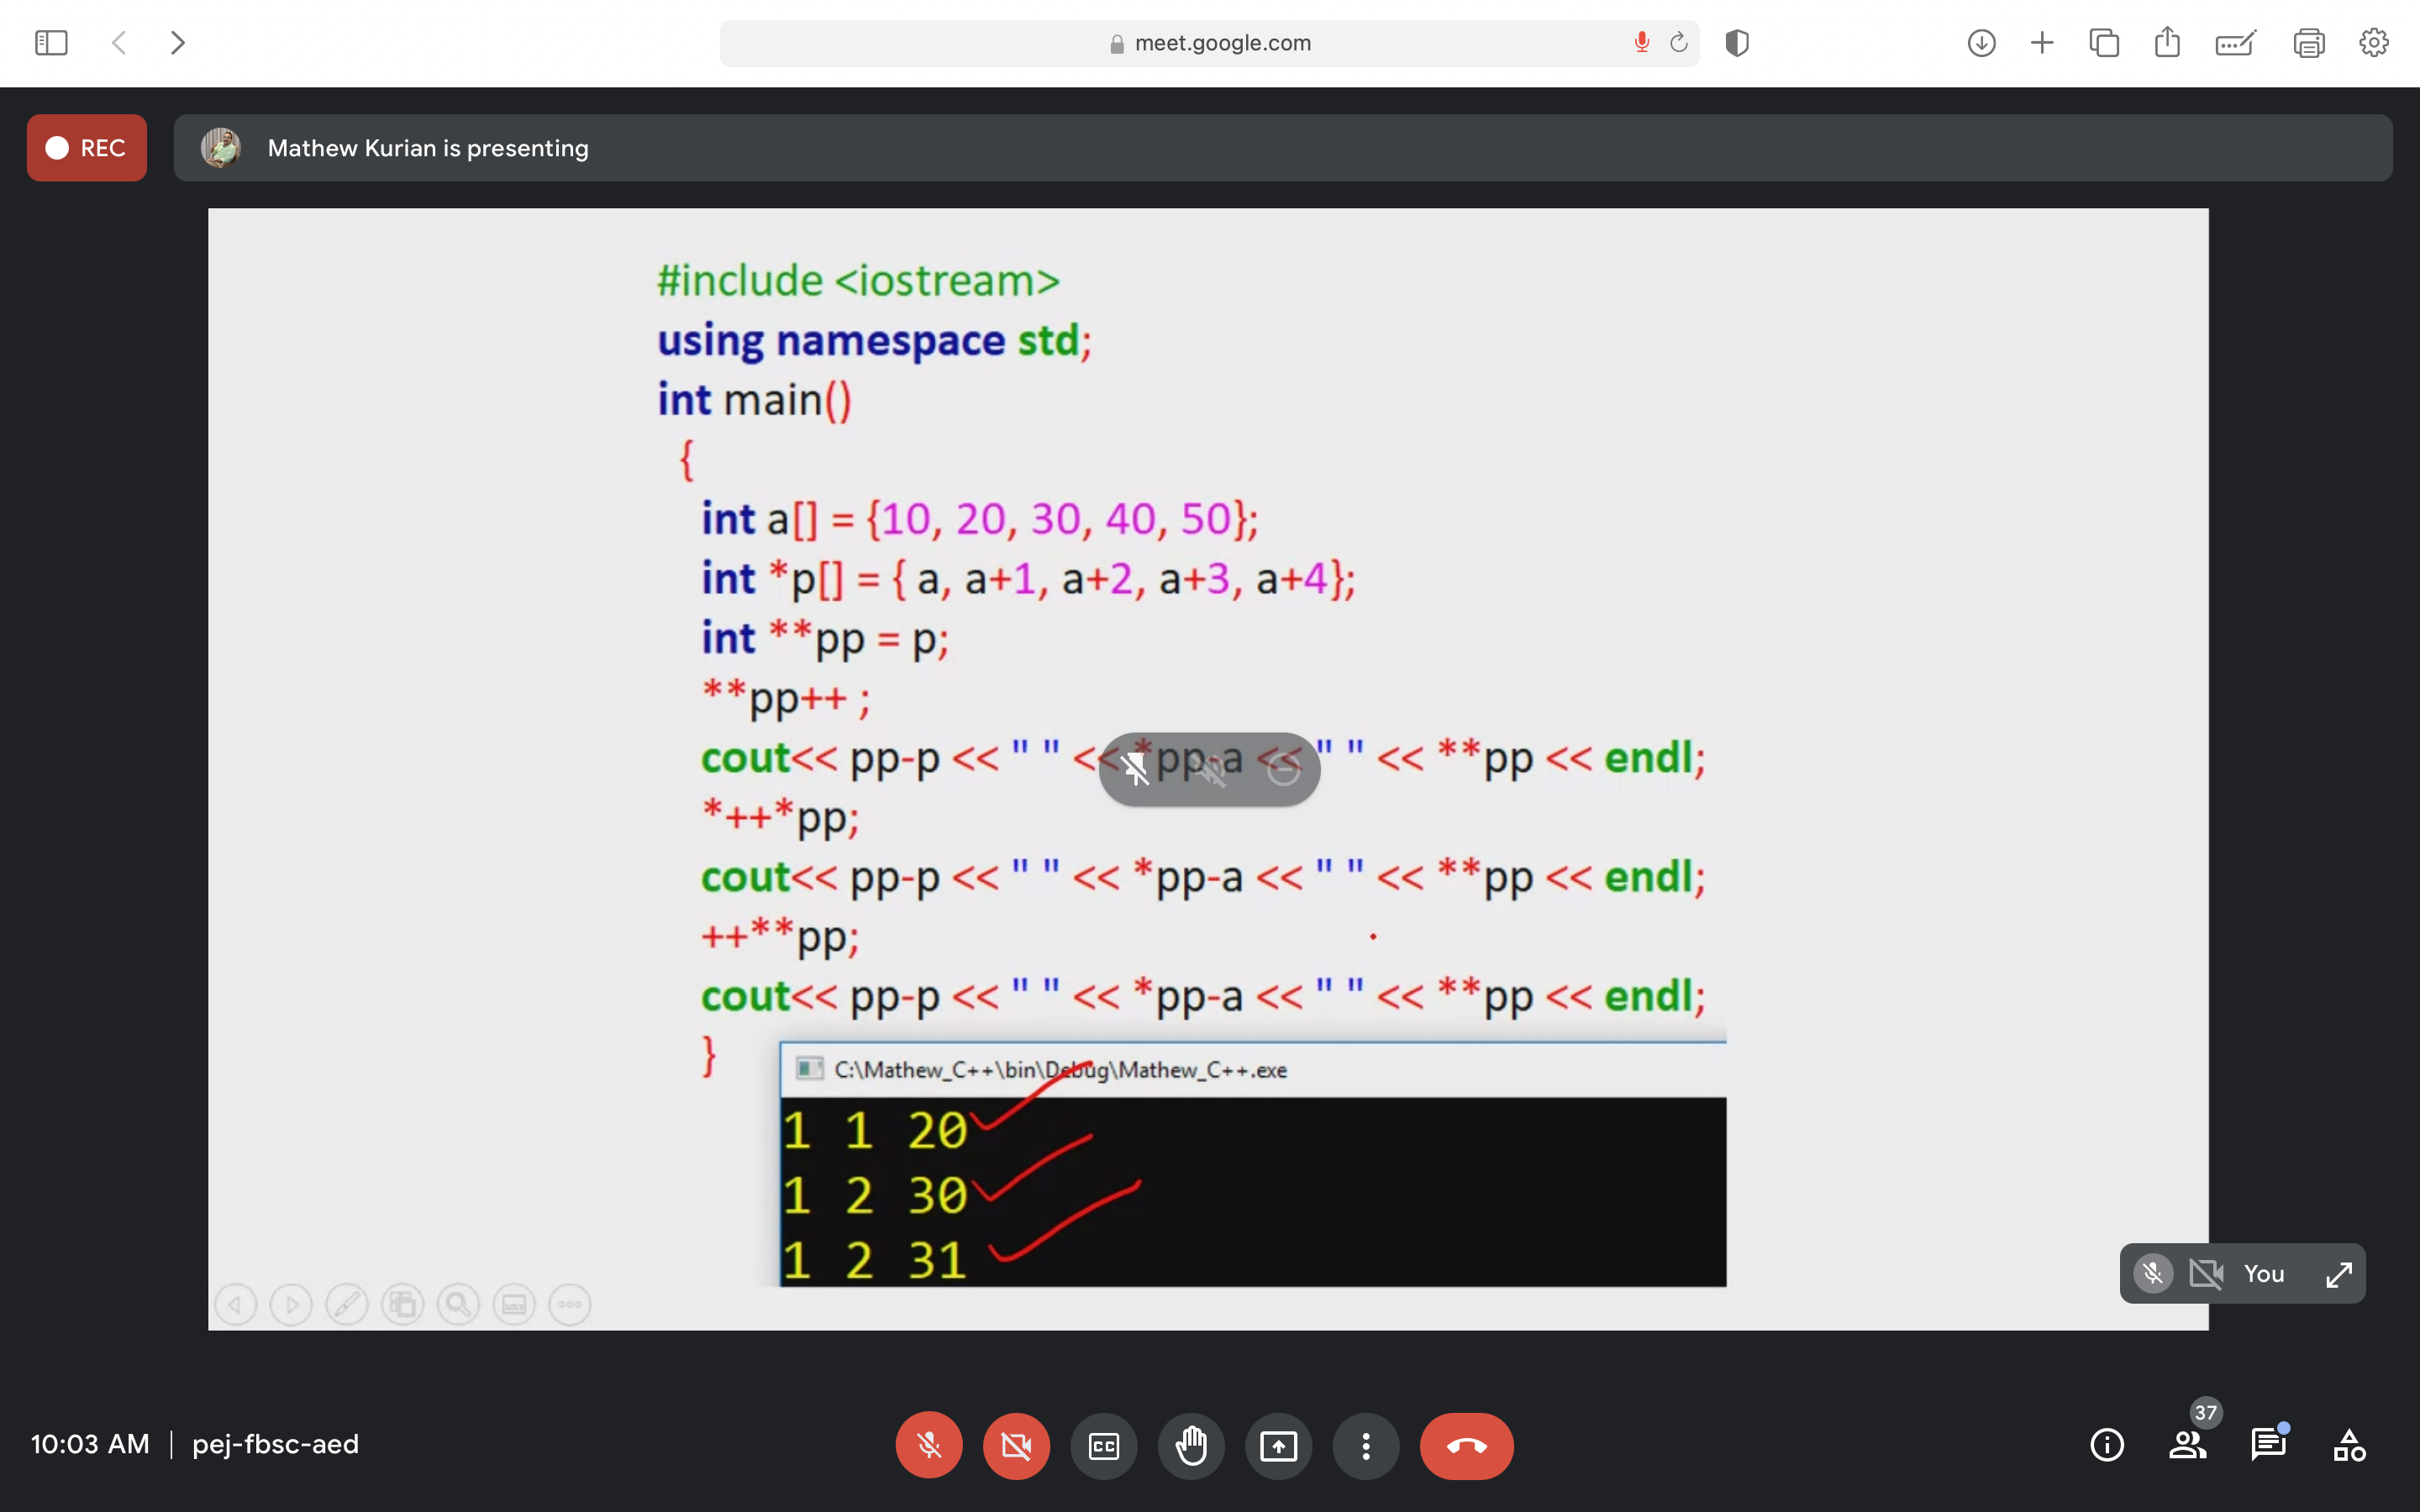 meet.google.com
REC
Mathew Kurian is presenting
#include <iostream>
using namespace std;
int main()
{
int a[] = {10, 20, 30, 40, 50};
int *p[] = { a, a+1, a+2, a+3, a+4};
int **pp = p;
**pp++ ;
cout<< pp-p << " " << *pp-a << " " << **pp << endl;
*++*pp;
cout<< pp-p << " " << *pp-a << " " << **pp << endl;
++**pp;
cout<< pp-p << " " << *pp-a << " " << **pp << endl;
}
C:\Mathew_C++\bin\Debug\Mathew_C++.exe
1 1 20
1 2 30
1 2 31
You
10:03 AM | pej-fbsc-aed
CC
37